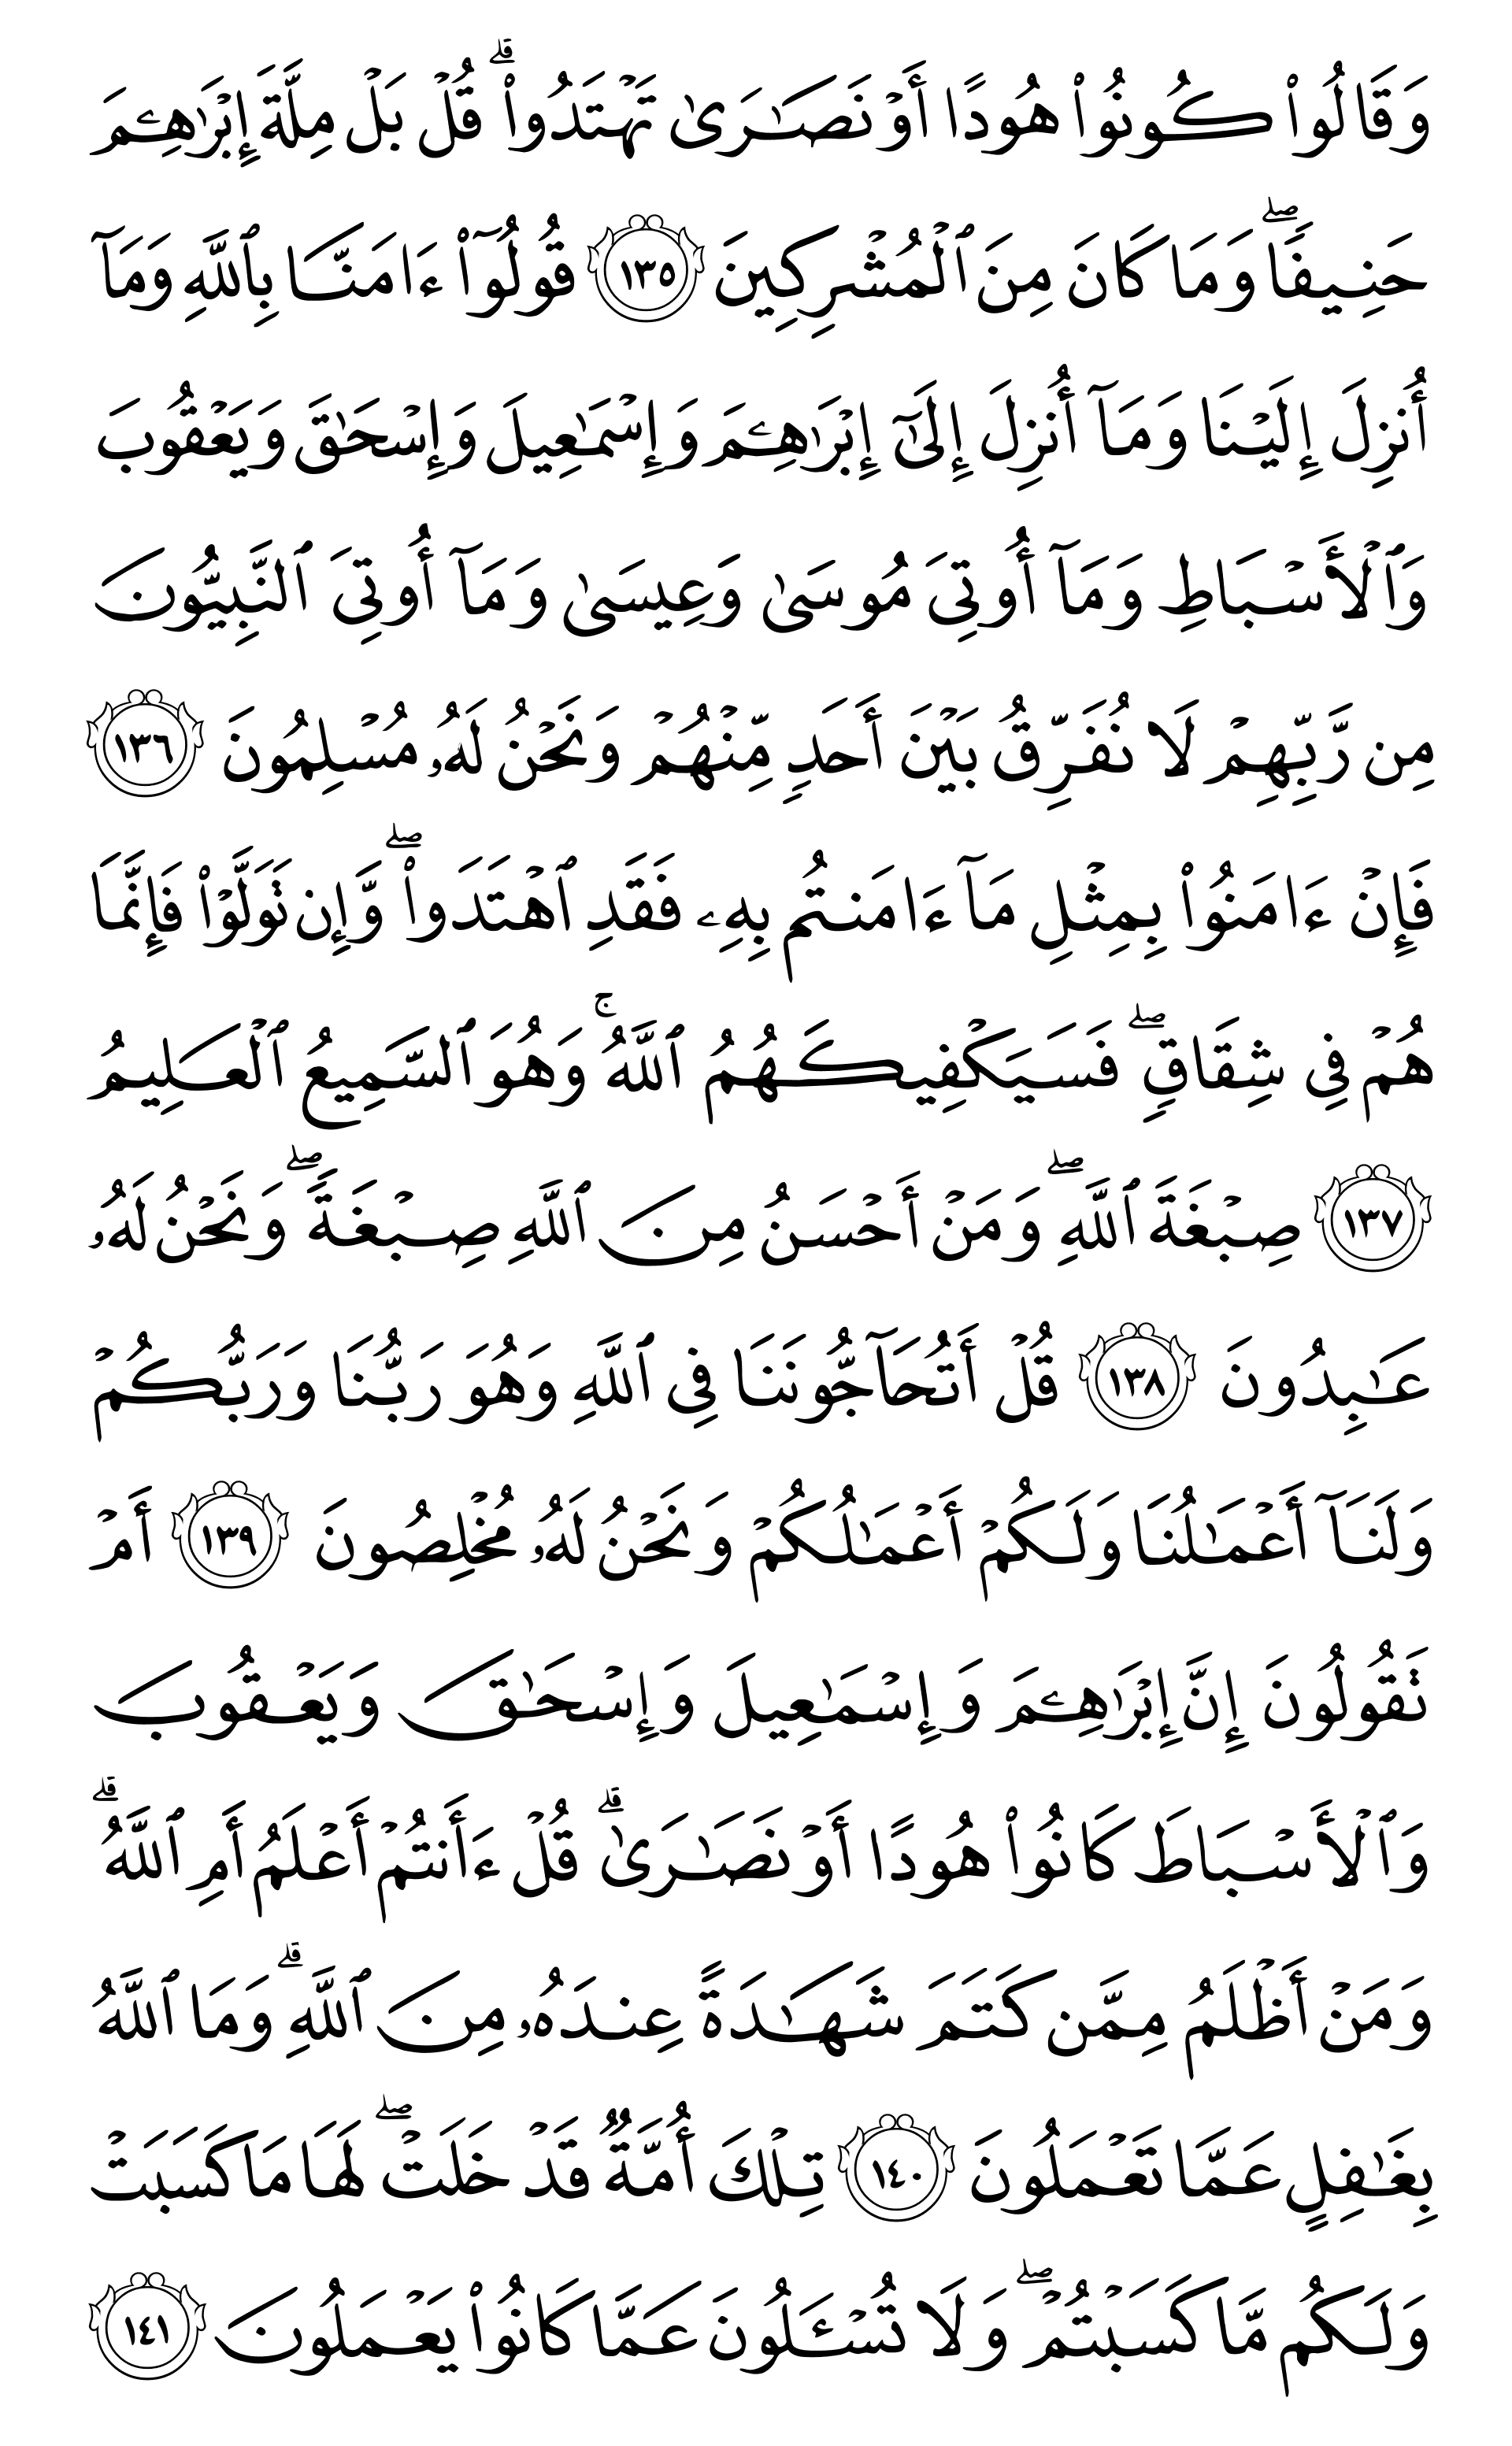 وَقَالُوا۟ كُونُوا۟ هُودًا أَوْ نَصَـٰرَىٰ تَهْتَدُوا۟ ۗ قُلْ بَلْ مِلَّةَ إِبْرَٰهِـۧمَ
حَنِيفًا ۖ وَمَا كَانَ مِنَ ٱلْمُشْرِكِينَ ١٣٥ قُولُوٓا۟ ءَامَنَّا بِٱللَّهِ وَمَآ
أُنزِلَ إِلَيْنَا وَمَآ أُنزِلَ إِلَىٰٓ إِبْرَٰهِـۧمَ وَإِسْمَـٰعِيلَ وَإِسْحَـٰقَ وَيَعْقُوبَ
وَٱلْأَسْبَاطِ وَمَآ أُوتِىَ مُوسَىٰ وَعِيسَىٰ وَمَآ أُوتِىَ ٱلنَّبِيُّونَ
مِن رَّبِّهِمْ لَا نُفَرِّقُ بَيْنَ أَحَدٍ مِّنْهُمْ وَنَحْنُ لَهُۥ مُسْلِمُونَ ١٣٦
فَإِنْ ءَامَنُوا۟ بِمِثْلِ مَآ ءَامَنتُم بِهِۦ فَقَدِ ٱهْتَدَوا۟ ۖ وَّإِن تَوَلَّوْا۟ فَإِنَّمَا
هُمْ فِى شِقَاقٍ ۖ فَسَيَكْفِيكَهُمُ ٱللَّهُ ۚ وَهُوَ ٱلسَّمِيعُ ٱلْعَلِيمُ
١٣٧ صِبْغَةَ ٱللَّهِ ۖ وَمَنْ أَحْسَنُ مِنَ ٱللَّهِ صِبْغَةً ۖ وَنَحْنُ لَهُۥ
عَـٰبِدُونَ ١٣٨ قُلْ أَتُحَآجُّونَنَا فِى ٱللَّهِ وَهُوَ رَبُّنَا وَرَبُّكُمْ
وَلَنَآ أَعْمَـٰلُنَا وَلَكُمْ أَعْمَـٰلُكُمْ وَنَحْنُ لَهُۥ مُخْلِصُونَ ١٣٩ أَمْ
تَقُولُونَ إِنَّ إِبْرَٰهِـۧمَ وَإِسْمَـٰعِيلَ وَإِسْحَـٰقَ وَيَعْقُوبَ
وَٱلْأَسْبَاطَ كَانُوا۟ هُودًا أَوْ نَصَـٰرَىٰ ۗ قُلْ ءَأَنتُمْ أَعْلَمُ أَمِ ٱللَّهُ ۗ
وَمَنْ أَظْلَمُ مِمَّن كَتَمَ شَهَـٰدَةً عِندَهُۥ مِنَ ٱللَّهِ ۗ وَمَا ٱللَّهُ
بِغَـٰفِلٍ عَمَّا تَعْمَلُونَ ١٤٠ تِلْكَ أُمَّةٌ قَدْ خَلَتْ ۖ لَهَا مَا كَسَبَتْ
وَلَكُم مَّا كَسَبْتُمْ ۖ وَلَا تُسْـَٔلُونَ عَمَّا كَانُوا۟ يَعْمَلُونَ ١٤١